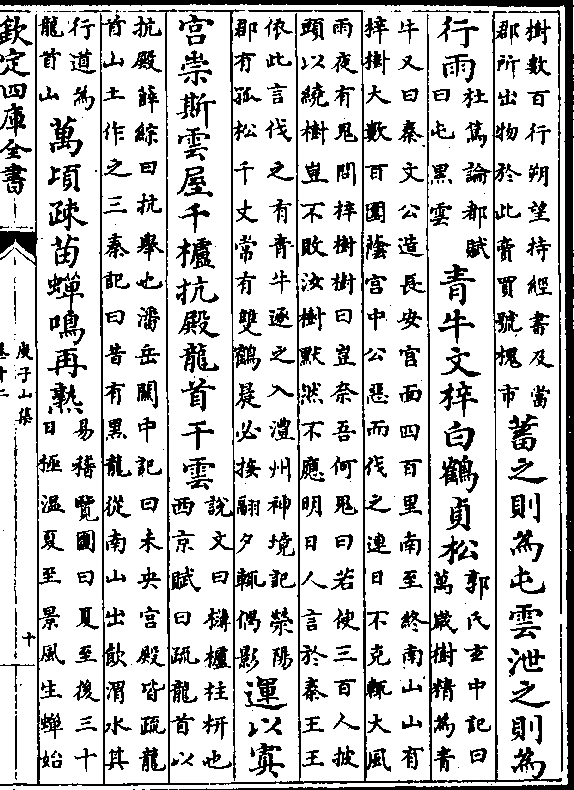 樹數百行朔望持經書及當
郡所出物於此賣買號槐市
蓄之則為屯雲泄之則為
行雨
杜篤論都賦
曰屯黑雲
青牛文梓白鶴貞松
郭氏玄中記曰
萬歲樹精為青
牛又曰秦文公造長安宫面四百里南至終南山山有
梓樹大數百圍蔭宫中公惡而伐之連日不克輒大風
雨夜有鬼問梓樹樹曰豈奈吾何鬼曰若使三百人披
頭以繞樹豈不敗汝樹默然不應明日人言於秦王王
依此言伐之有青牛逐之入澧州神境記滎陽
郡有孤松千丈常有雙鶴晨必接翮夕輒偶影
運以寞
宫崇斯雲屋千櫨抗殿龍首干雲
說文曰欂櫨柱枅也
西京賦曰疏龍首以
抗殿薛綜曰抗舉也潘岳關中記曰未央宫殿皆疏龍
首山土作之三秦記曰昔有黑龍從南山出飲渭水其
行道為
龍首山
萬頃疎苗蟬鳴再熟
易稽覽圖曰夏至後三十
日極温夏至景風生蟬始
欽定四庫全書
庾子山集
卷十二
十